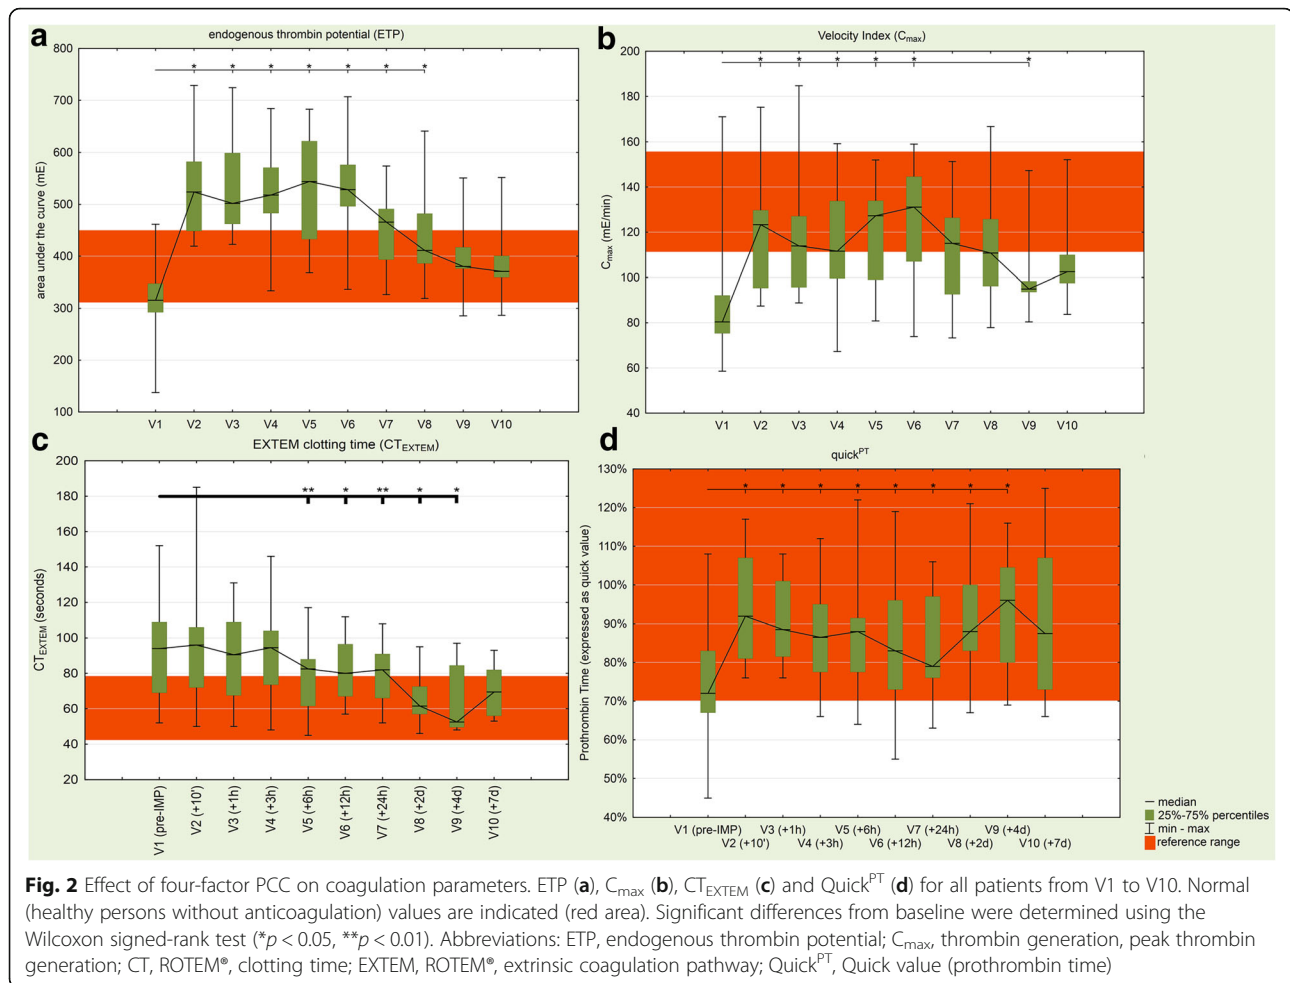 a
endogenous thrombin potential (ETP)
800
700
600
500
400
300
200
100
area under the curve (mE)
* * * * * * *
V1 V2 V3 V4 V5 V6 V7 V8 V9 V10
b
Velocity Index (Cmax)
200
180
160
140
120
100
80
60
40
Cmax (mE/min)
* * * * * *
V1 V2 V3 V4 V5 V6 V7 V8 V9 V10
c
EXTEM clotting time (CTEXTEM)
200
180
160
140
120
100
80
60
40
20
CTEXTEM (seconds)
** * ** * *
V1 (pre-IMP)
V2 (+10')
V3 (+1h)
V4 (+3h)
V5 (+6h)
V6 (+12h)
V7 (+24h)
V8 (+2d)
V9 (+4d)
V10 (+7d)
d
quickPT
130%
120%
110%
100%
90%
80%
70%
60%
50%
40%
Prothrombin Time (expressed as quick value)
* * * * * * * *
V1 (pre-IMP) V3 (+1h) V5 (+6h) V7 (+24h) V9 (+4d)
V2 (+10') V4 (+3h) V6 (+12h) V8 (+2d) V10 (+7d)
median
25%-75% percentiles
min - max
reference range
Fig. 2 Effect of four-factor PCC on coagulation parameters. ETP (a), Cmax (b), CTEXTEM (c) and QuickPT (d) for all patients from V1 to V10. Normal
(healthy persons without anticoagulation) values are indicated (red area). Significant differences from baseline were determined using the
Wilcoxon signed-rank test (*p < 0.05, **p < 0.01). Abbreviations: ETP, endogenous thrombin potential; Cmax, thrombin generation, peak thrombin
generation; CT, ROTEM®, clotting time; EXTEM, ROTEM®, extrinsic coagulation pathway; QuickPT, Quick value (prothrombin time)